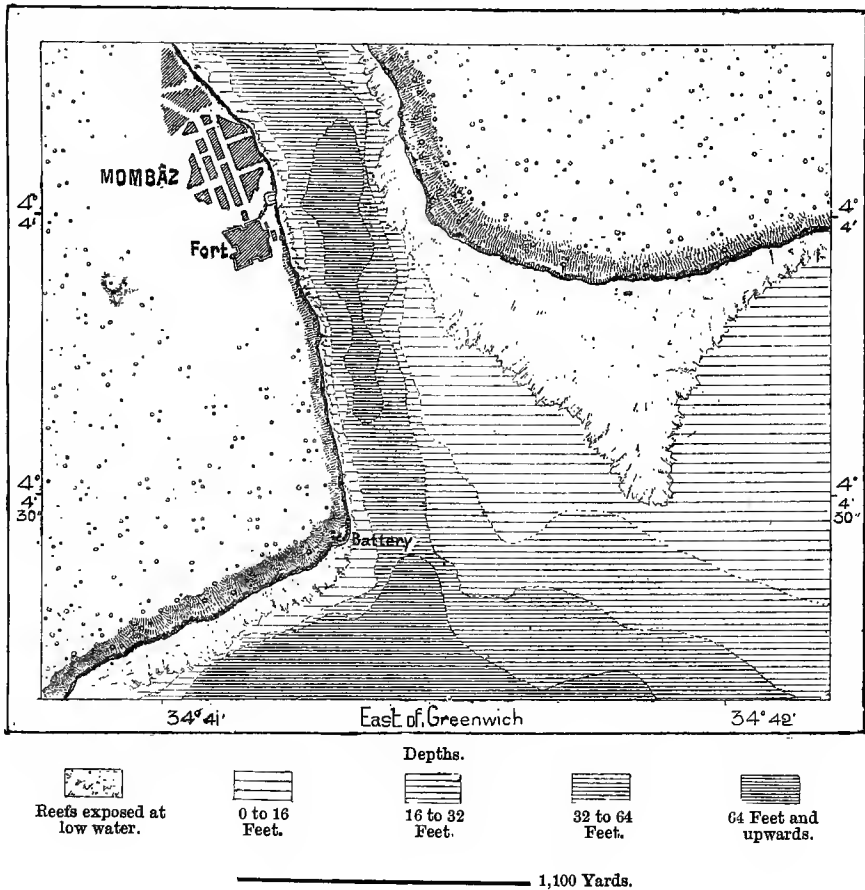 MOMBÂZ
Fort
4°
4'
4°
4'
4°
4'
30"
4°
4'
30"
Battery
34° 41'
East of Greenwich
34° 42'
Depths.
Reefs exposed at
low water.
0 to 16
Feet.
16 to 32
Feet.
32 to 64
Feet.
64 Feet and
upwards.
1,100 Yards.